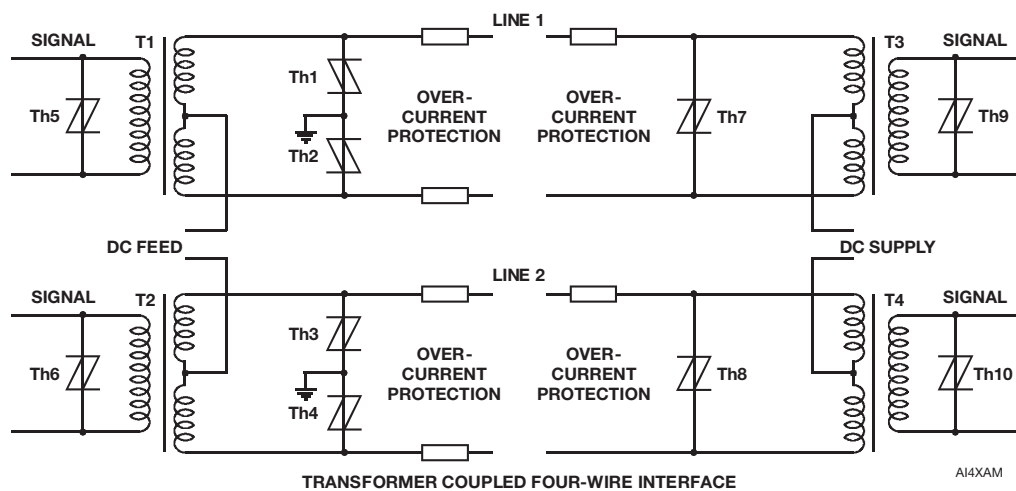 LINE 1
SIGNAL
T1
T3
SIGNAL
Th1
Th5
OVER-
CURRENT
PROTECTION
OVER-
CURRENT
PROTECTION
Th7
Th9
Th2
DC FEED
DC SUPPLY
LINE 2
SIGNAL
T2
T4
SIGNAL
Th3
Th6
OVER-
CURRENT
PROTECTION
OVER-
CURRENT
PROTECTION
Th8
Th10
Th4
TRANSFORMER COUPLED FOUR-WIRE INTERFACE
AI4XAM